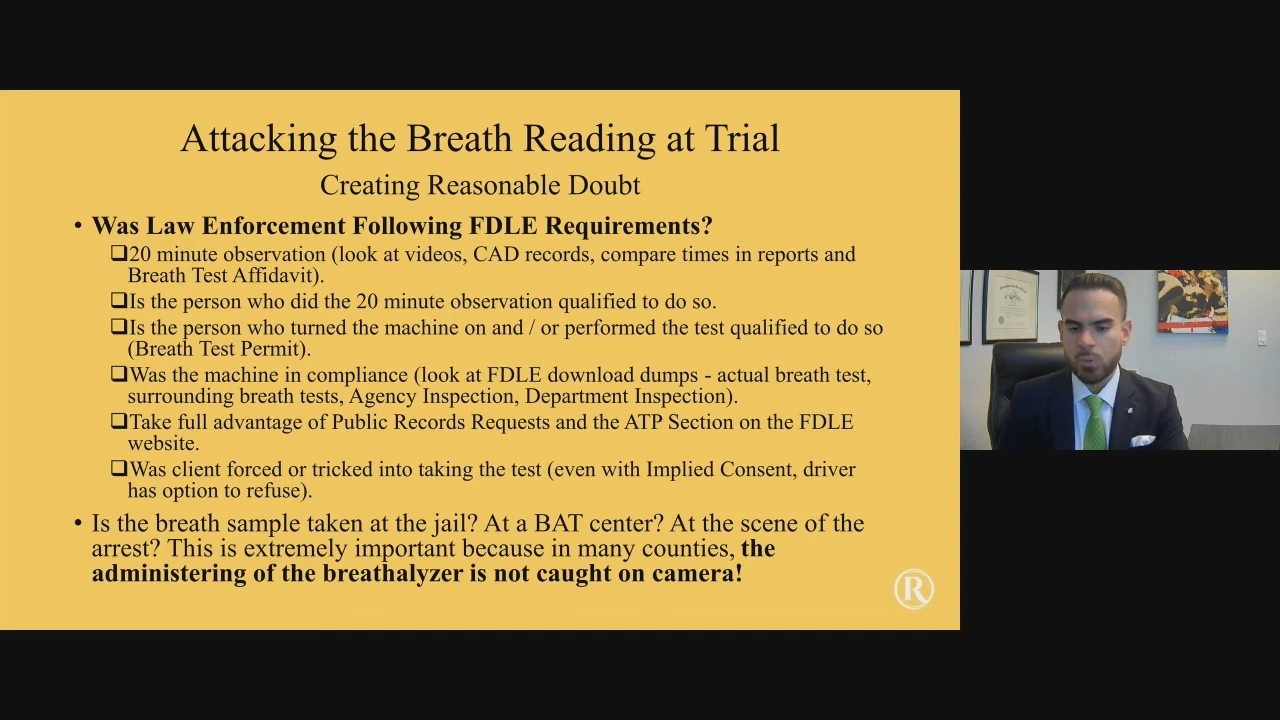 Attacking the Breath Reading at Trial
Creating Reasonable Doubt
• Was Law Enforcement Following FDLE Requirements?
❑20 minute observation (look at videos, CAD records, compare times in reports and
Breath Test Affidavit).
❑Is the person who did the 20 minute observation qualified to do so.
❑Is the person who turned the machine on and / or performed the test qualified to do so
(Breath Test Permit).
❑Was the machine in compliance (look at FDLE download dumps - actual breath test,
surrounding breath tests, Agency Inspection, Department Inspection).
❑Take full advantage of Public Records Requests and the ATP Section on the FDLE
website.
❑Was client forced or tricked into taking the test (even with Implied Consent, driver
has option to refuse).
• Is the breath sample taken at the jail? At a BAT center? At the scene of the
arrest? This is extremely important because in many counties, the
administering of the breathalyzer is not caught on camera!
R